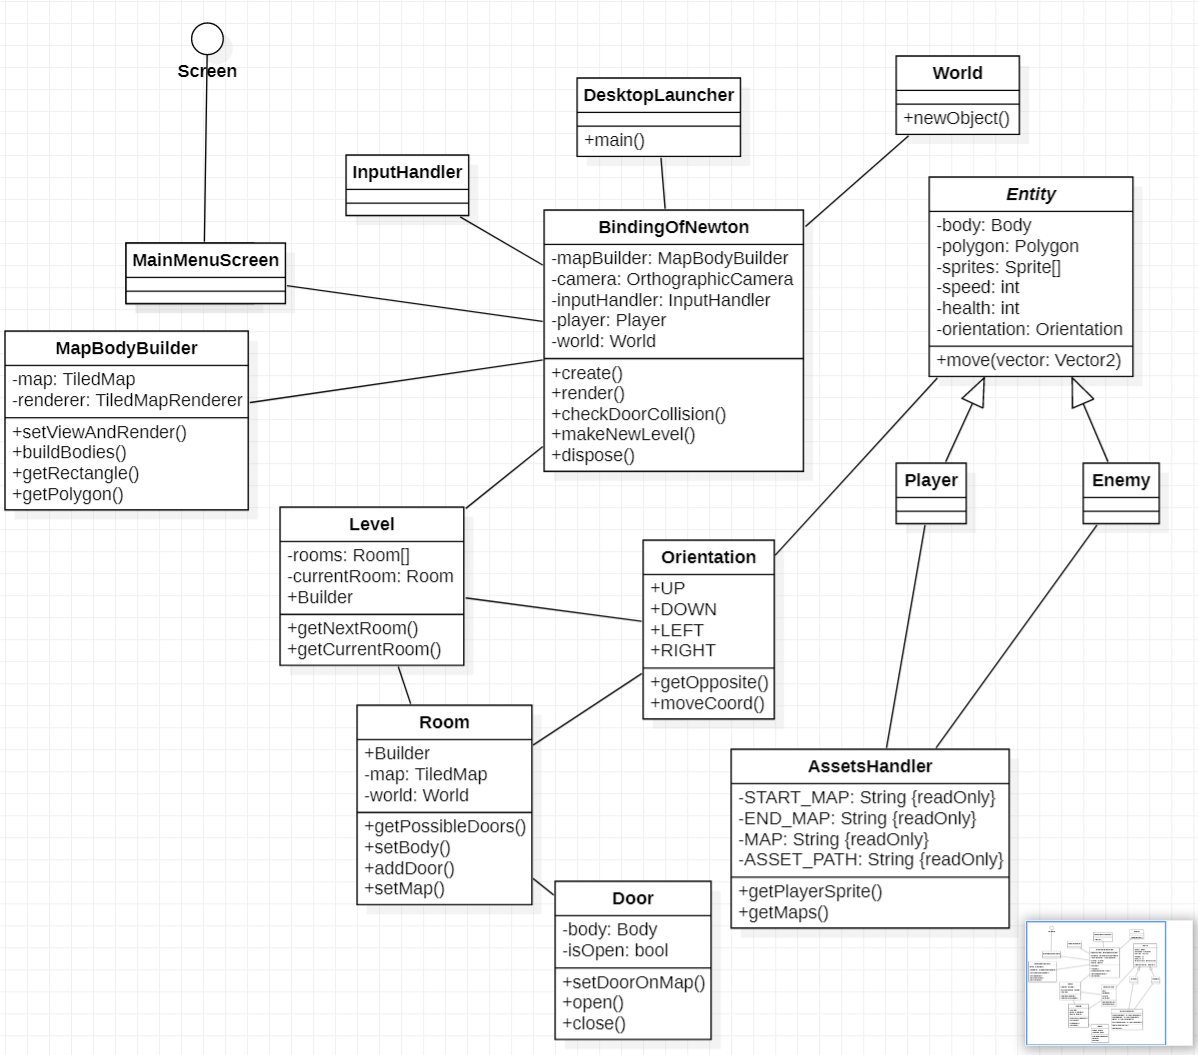 Screen
World
+newObject()
DesktopLauncher
+main()
InputHandler
MainMenuScreen
BindingOfNewton
-mapBuilder: MapBodyBuilder
-camera: OrthographicCamera
-inputHandler: InputHandler
-player: Player
-world: World
+create()
+render()
+checkDoorCollision()
+makeNewLevel()
+dispose()
Entity
-body: Body
-polygon: Polygon
-sprites: Sprite[]
-speed: int
-health: int
-orientation: Orientation
+move(vector: Vector2)
MapBodyBuilder
-map: TiledMap
-renderer: TiledMapRenderer
+setViewAndRender()
+buildBodies()
+getRectangle()
+getPolygon()
Player
Enemy
Level
-rooms: Room[]
-currentRoom: Room
+Builder
+getNextRoom()
+getCurrentRoom()
Orientation
+UP
+DOWN
+LEFT
+RIGHT
+getOpposite()
+moveCoord()
Room
+Builder
-map: TiledMap
-world: World
+getPossibleDoors()
+setBody()
+addDoor()
+setMap()
AssetsHandler
-START_MAP: String {readOnly}
-END_MAP: String {readOnly}
-MAP: String {readOnly}
-ASSET_PATH: String {readOnly}
+getPlayerSprite()
+getMaps()
Door
-body: Body
-isOpen: bool
+setDoorOnMap()
+open()
+close()